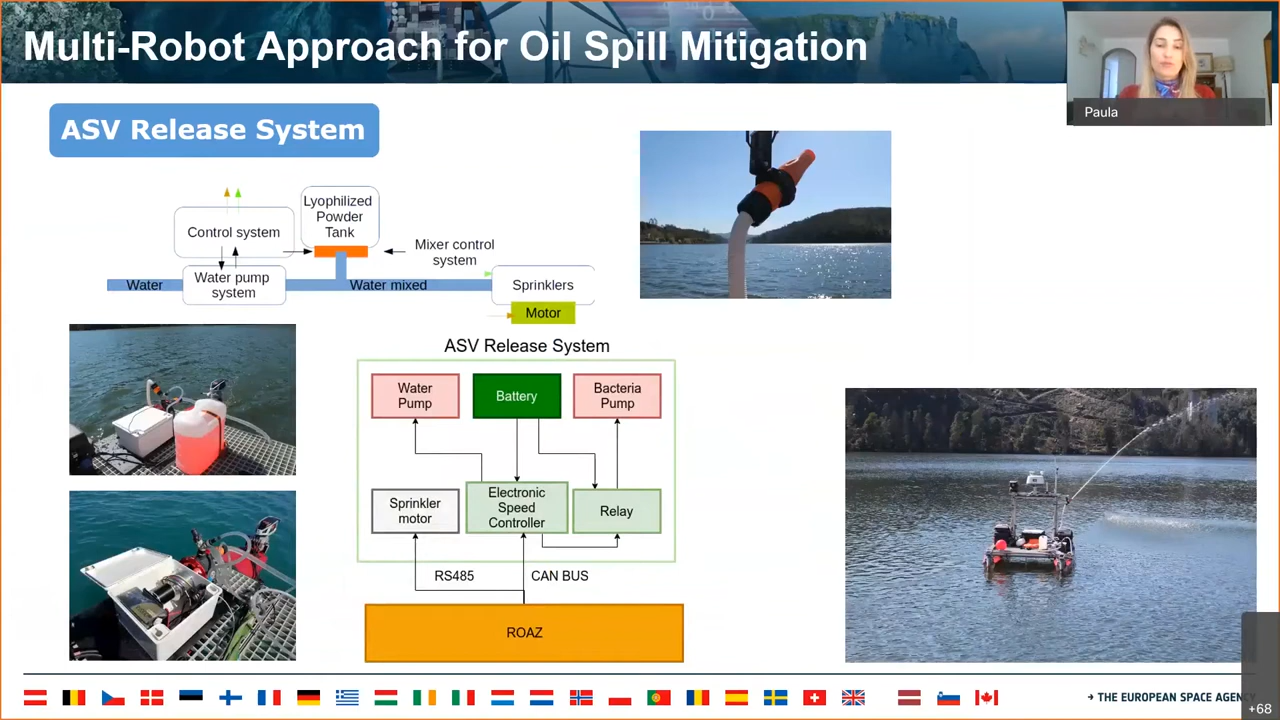 Multi-Robot Approach for Oil Spill Mitigation
Paula
ASV Release System
Control system
Lyophilized
Powder
Tank
Mixer control
system
Water
Water pump
system
Water mixed
Sprinklers
Motor
ASV Release System
Water
Pump
Battery
Bacteria
Pump
Sprinkler
motor
Electronic
Speed
Controller
Relay
RS485
CAN BUS
ROAZ
→ THE EUROPEAN SPACE AGENCY
+68